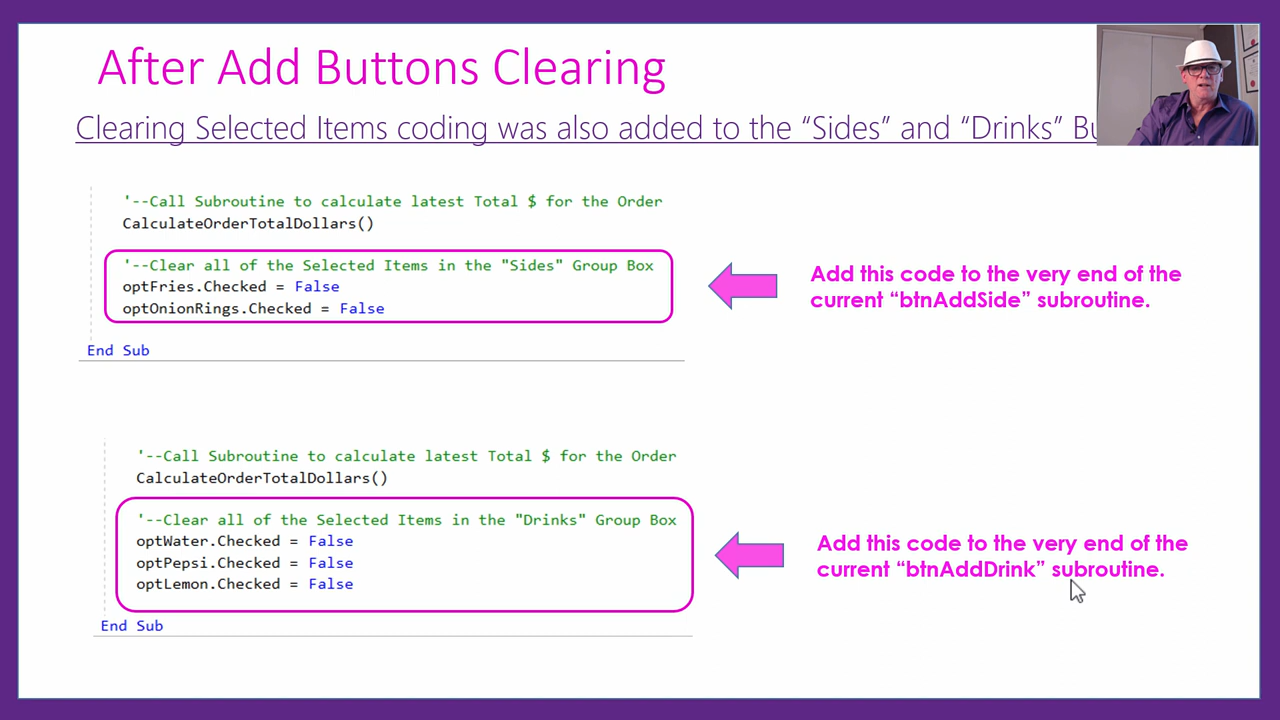 After Add Buttons Clearing
Clearing Selected Items coding was also added to the “Sides” and “Drinks”
'--Call Subroutine to calculate latest Total $ for the Order
CalculateOrderTotalDollars()
'--Clear all of the Selected Items in the "Sides" Group Box
optFries.Checked = False
optOnionRings.Checked = False
End Sub
Add this code to the very end of the
current “btnAddSide” subroutine.
'--Call Subroutine to calculate latest Total $ for the Order
CalculateOrderTotalDollars()
'--Clear all of the Selected Items in the "Drinks" Group Box
optWater.Checked = False
optPepsi.Checked = False
optLemon.Checked = False
End Sub
Add this code to the very end of the
current “btnAddDrink” subroutine.